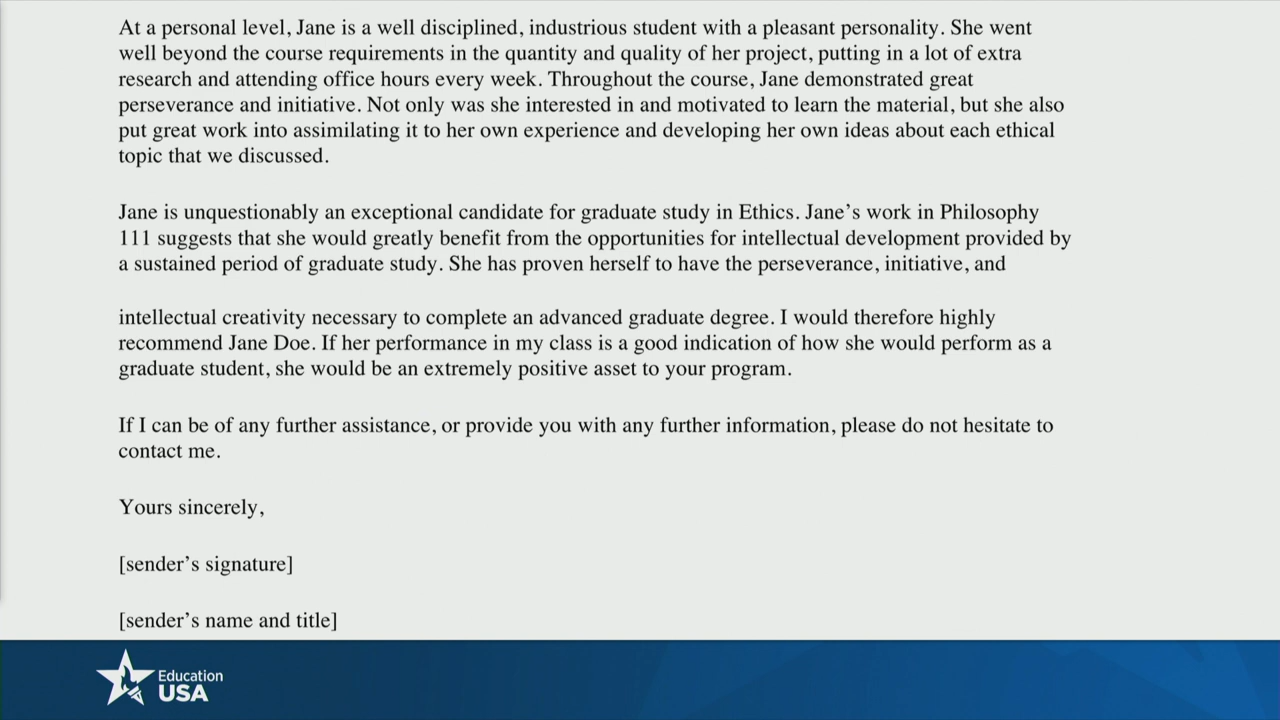 At a personal level, Jane is a well disciplined, industrious student with a pleasant personality. She went
well beyond the course requirements in the quantity and quality of her project, putting in a lot of extra
research and attending office hours every week. Throughout the course, Jane demonstrated great
perseverance and initiative. Not only was she interested in and motivated to learn the material, but she also
put great work into assimilating it to her own experience and developing her own ideas about each ethical
topic that we discussed.
Jane is unquestionably an exceptional candidate for graduate study in Ethics. Jane’s work in Philosophy
111 suggests that she would greatly benefit from the opportunities for intellectual development provided by
a sustained period of graduate study. She has proven herself to have the perseverance, initiative, and
intellectual creativity necessary to complete an advanced graduate degree. I would therefore highly
recommend Jane Doe. If her performance in my class is a good indication of how she would perform as a
graduate student, she would be an extremely positive asset to your program.
If I can be of any further assistance, or provide you with any further information, please do not hesitate to
contact me.
Yours sincerely,
[sender’s signature]
[sender’s name and title]
Education
USA